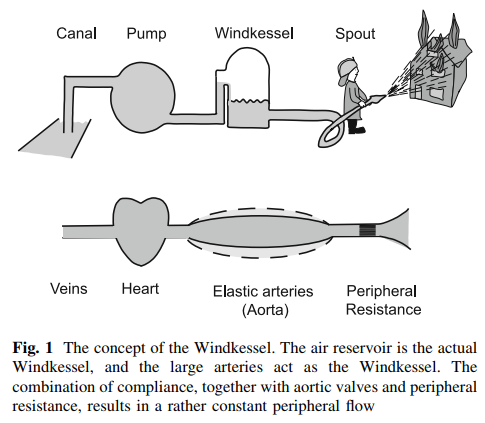 Canal Pump Windkessel Spout
Veins Heart Elastic arteries Peripheral
(Aorta) Resistance
Fig. 1 The concept of the Windkessel. The air reservoir is the actual
Windkessel, and the large arteries act as the Windkessel. The
combination of compliance, together with aortic valves and peripheral
resistance, results in a rather constant peripheral flow